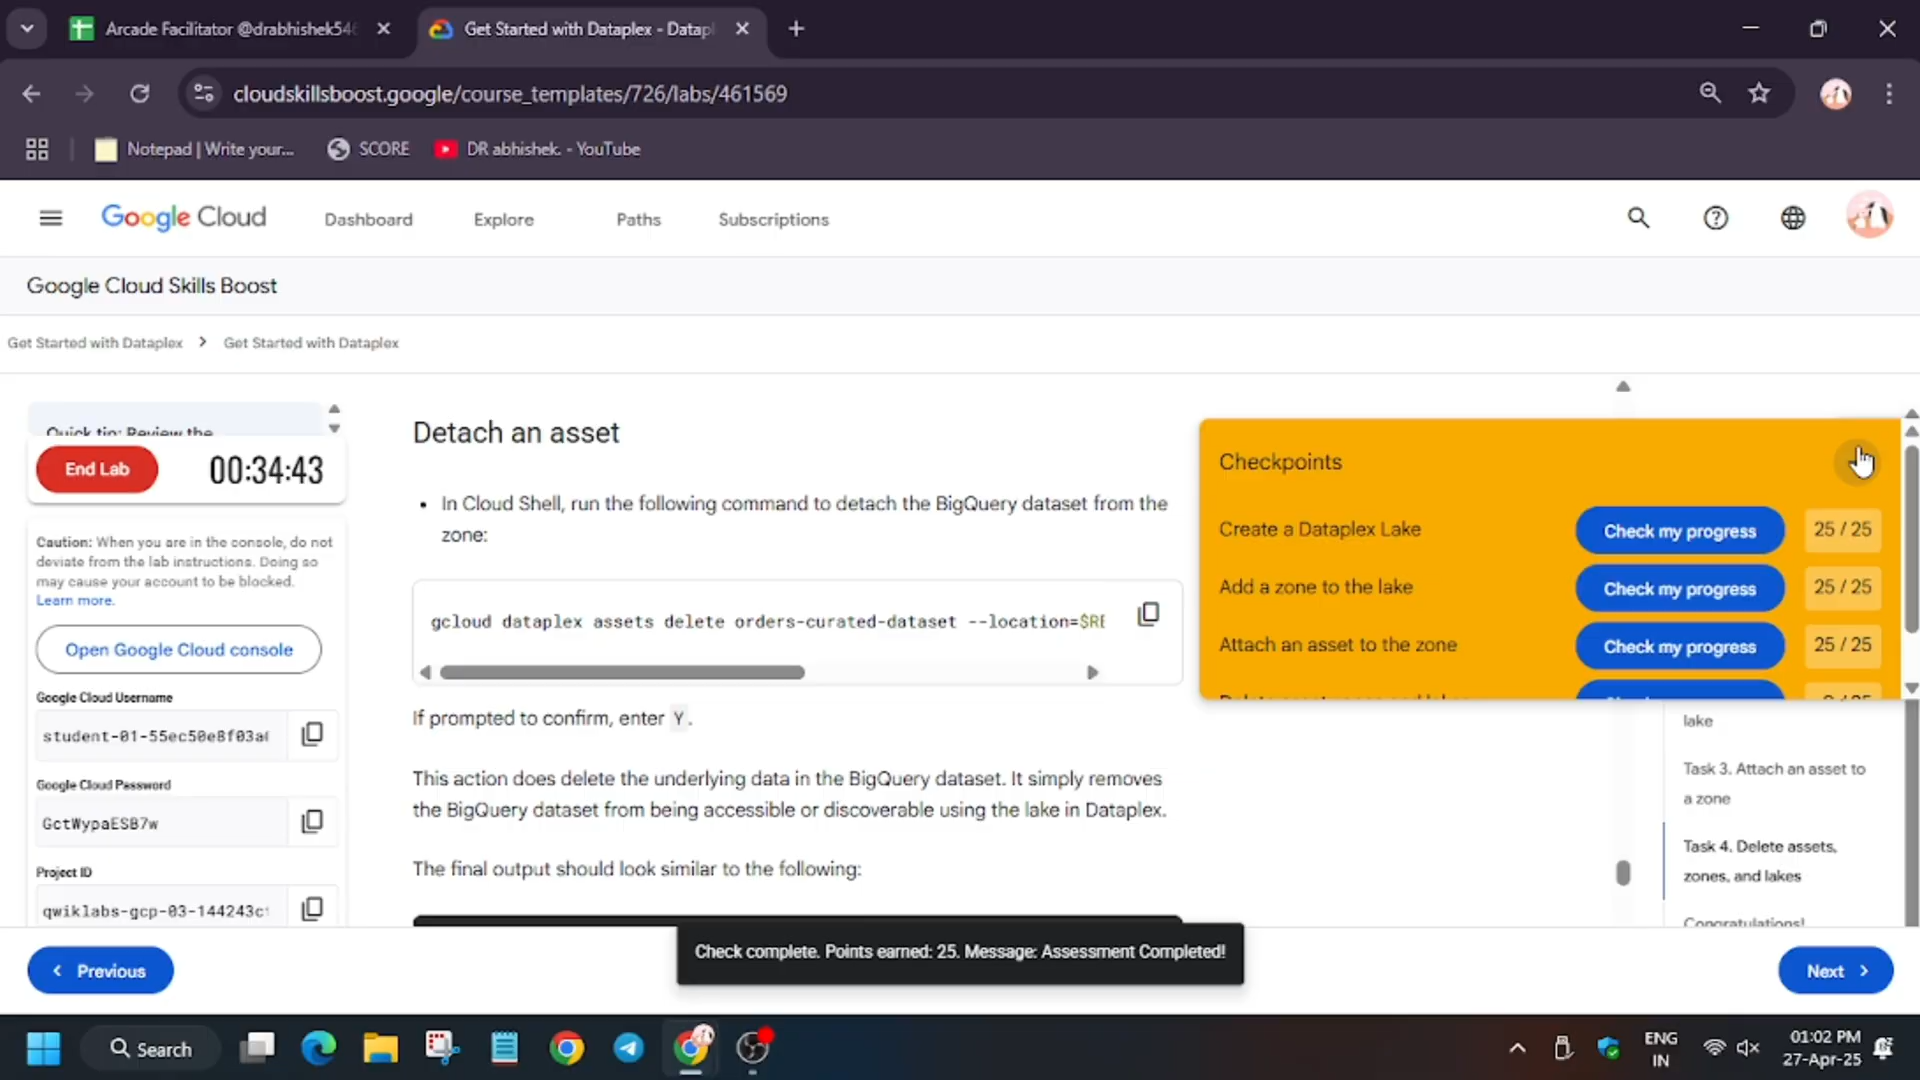 Arcade Facilitator @drabhishek546
Get Started with Dataplex - Datap
cloudskillsboost.google/course_templates/726/labs/461569
Notepad | Write your...
SCORE
DR abhishek. - YouTube
Google Cloud
Dashboard
Explore
Paths
Subscriptions
Google Cloud Skills Boost
Get Started with Dataplex
Get Started with Dataplex
Quick tip: Review the
End Lab
00:34:43
Caution: When you are in the console, do not
deviate from the lab instructions. Doing so
may cause your account to be blocked.
Learn more.
Open Google Cloud console
Google Cloud Username
student-01-55ec50e8f03a
Google Cloud Password
GctWypaESB7w
Project ID
qwiklabs-gcp-03-144243c
Detach an asset
• In Cloud Shell, run the following command to detach the BigQuery dataset from the
zone:
gcloud dataplex assets delete orders-curated-dataset --location=$RE
If prompted to confirm, enter Y.
This action does delete the underlying data in the BigQuery dataset. It simply removes
the BigQuery dataset from being accessible or discoverable using the lake in Dataplex.
The final output should look similar to the following:
Checkpoints
Create a Dataplex Lake
Check my progress
25 / 25
Add a zone to the lake
Check my progress
25 / 25
Attach an asset to the zone
Check my progress
25 / 25
lake
Task 3. Attach an asset to
a zone
Task 4. Delete assets,
zones, and lakes
Congratulations!
Check complete. Points earned: 25. Message: Assessment Completed!
Previous
Next
Search
ENG
IN
01:02 PM
27-Apr-25